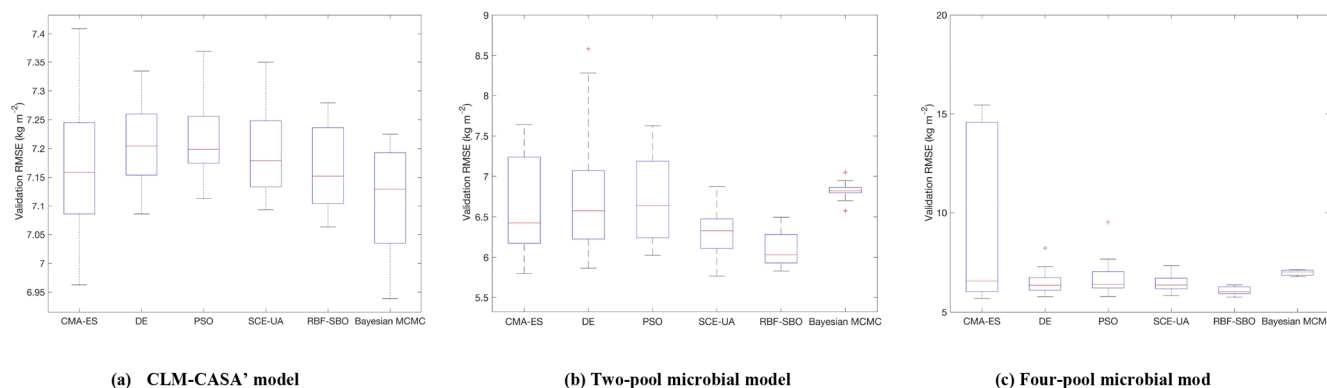 Validation RMSE (kg m⁻²)
7.4
7.35
7.3
7.25
7.2
7.15
7.1
7.05
7
6.95
CMA-ES DE PSO SCE-UA RBF-SBO Bayesian MCMC
(a) CLM-CASA' model
Validation RMSE (kg m⁻²)
9
8.5
8
7.5
7
6.5
6
5.5
CMA-ES DE PSO SCE-UA RBF-SBO Bayesian MCMC
(b) Two-pool microbial model
Validation RMSE (kg m⁻²)
20
15
10
5
CMA-ES DE PSO SCE-UA RBF-SBO Bayesian MCMC
(c) Four-pool microbial mod